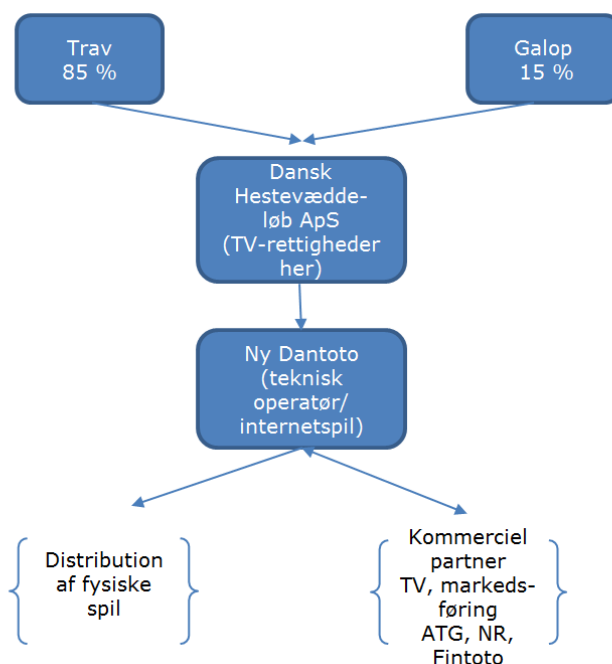 Trav
85 %
Galop
15 %
Dansk
Hestevædde-
løb ApS
(TV-rettigheder
her)
Ny Dantoto
(teknisk
operatør/
internetspil)
Distribution
af fysiske
spil
Kommerciel
partner
TV, markeds-
føring
ATG, NR,
Fintoto